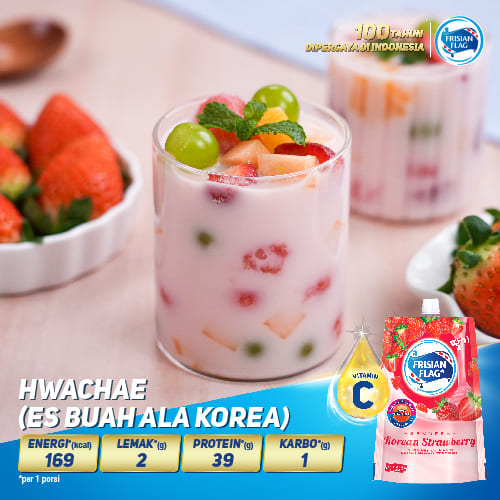 100 TAHUN
DIPERCAYA DI INDONESIA
FRISIAN
FLAG
VITAMIN
C
FRISIAN
FLAG
Korean Strawberry
HWACHAE
(ES BUAH ALA KOREA)
ENERGI*(kcal)
169
LEMAK*(g)
2
PROTEIN*(g)
39
KARBO*(g)
1
*per 1 porsi